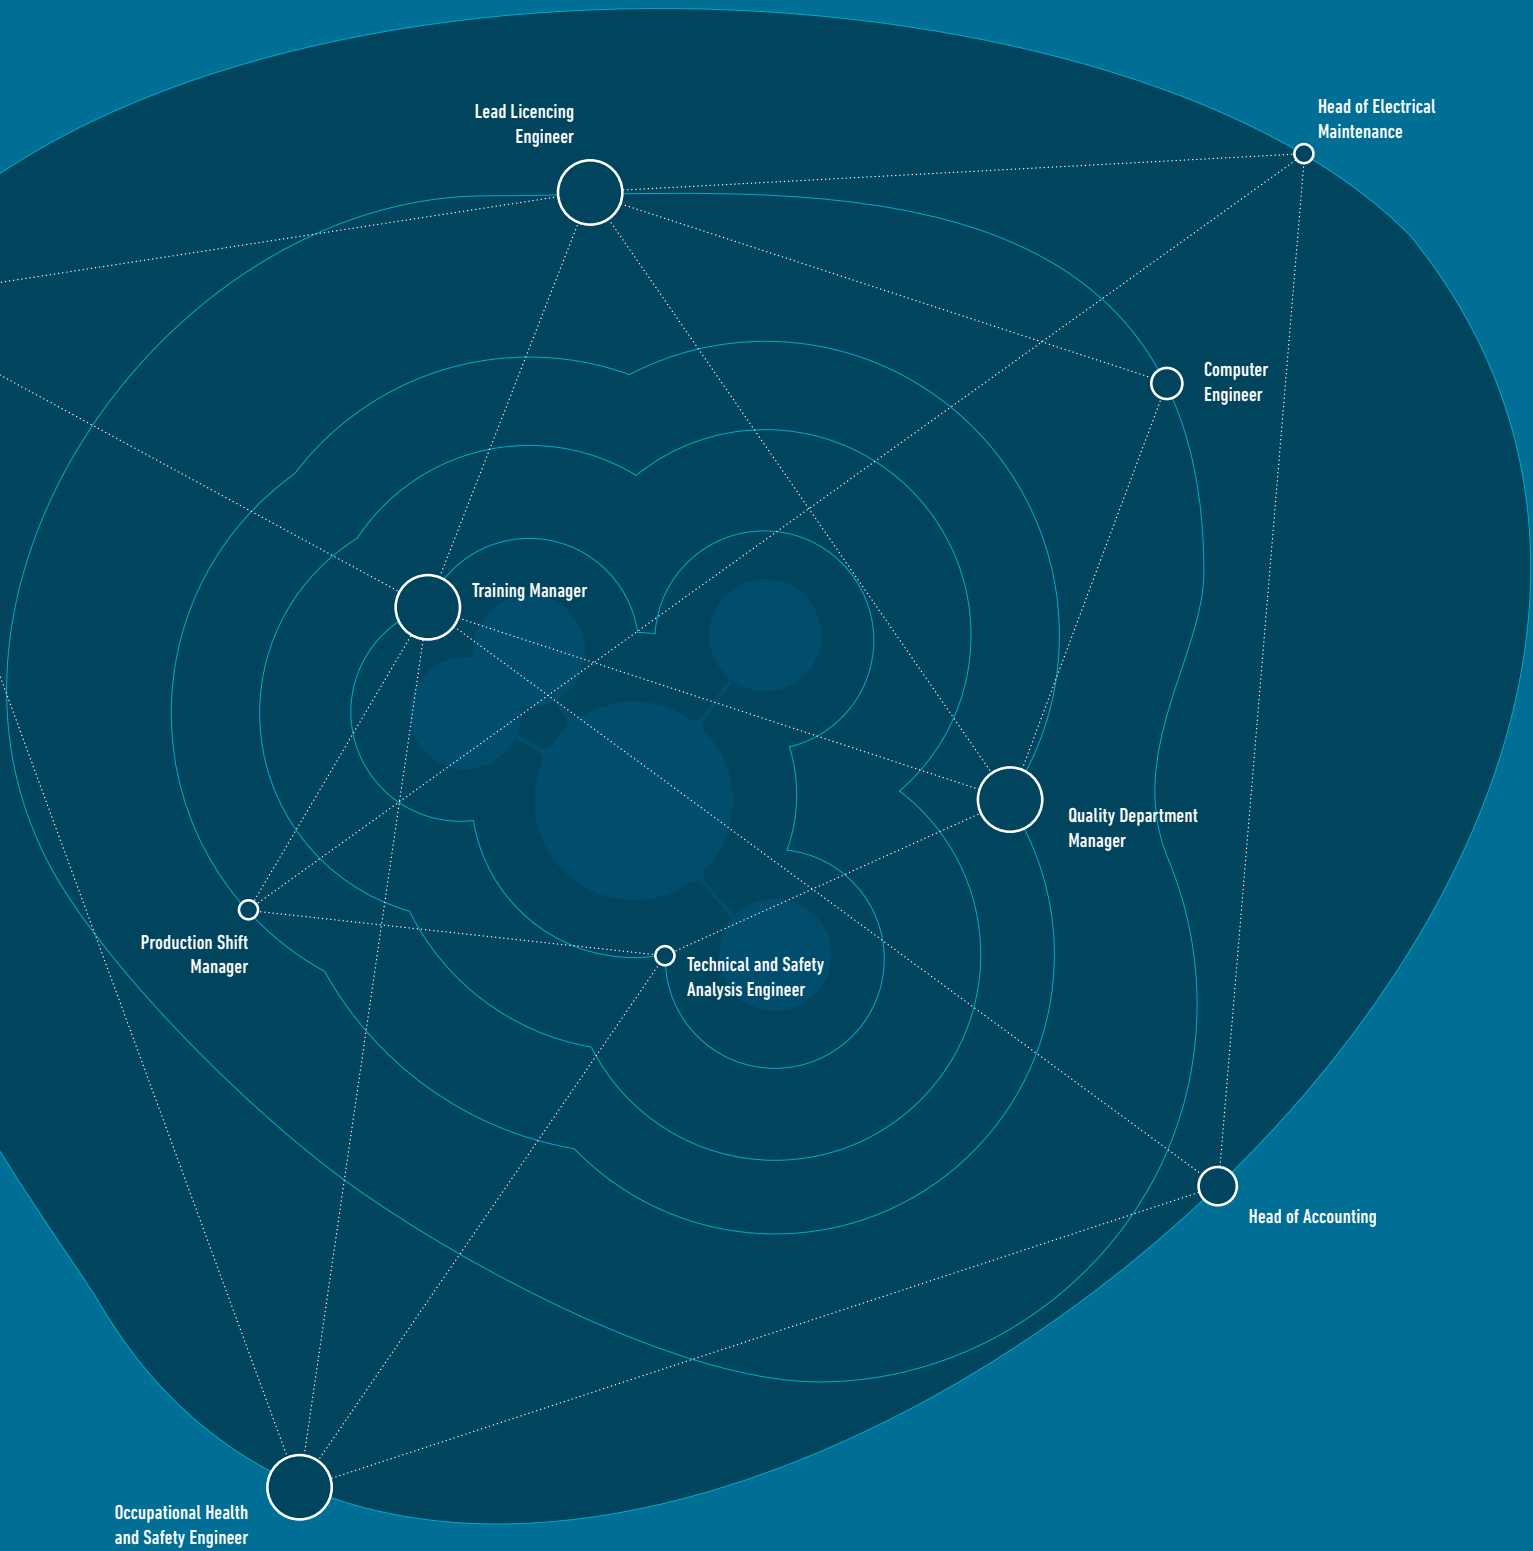 Lead Licencing
Engineer
Head of Electrical
Maintenance
Computer
Engineer
Training Manager
Quality Department
Manager
Production Shift
Manager
Technical and Safety
Analysis Engineer
Head of Accounting
Occupational Health
and Safety Engineer